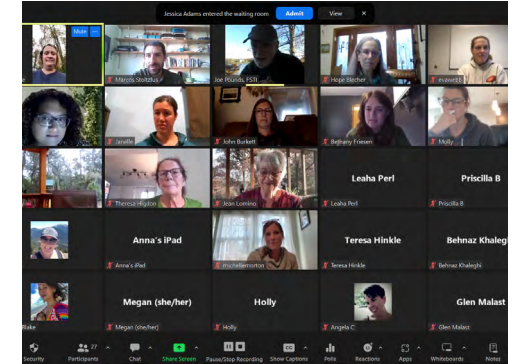 Jessica Adams entered the waiting room
Admit
View
Mute
Marcus Stoltzfus
Joe Pounds, FSTI
Hope Blecher
Janelle
John Burkett
Bethany Friesen
Molly
Theresa Higdon
Jean Lomino
Leaha Perl
Leaha Perl
Priscilla B
Priscilla B
Anna's iPad
Anna's iPad
michellemorton
Teresa Hinkle
Teresa Hinkle
Behnaz Khaleghi
Behnaz Khaleghi
Blake
Megan (she/her)
Megan (she/her)
Holly
Holly
Angela C
Glen Malast
Glen Malast
Security
27
Participants
Chat
Share Screen
Pause/Stop Recording
CC
Show Captions
Polls
Reactions
Apps
Whiteboards
Notes